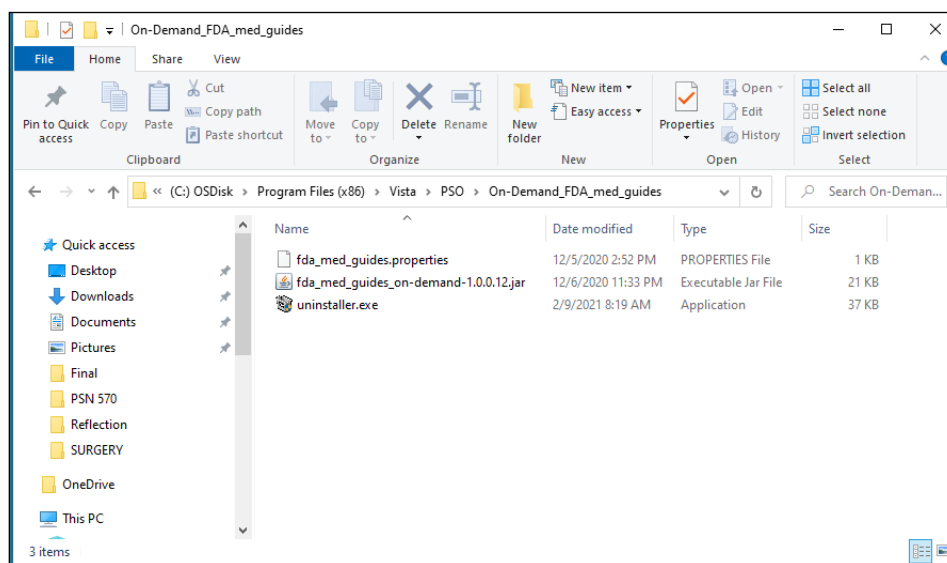 On-Demand_FDA_med_guides
File Home Share View
Pin to Quick access
Copy
Paste
Cut
Copy path
Paste shortcut
Clipboard
Move to
Copy to
Delete
Rename
Organize
New folder
New item
Easy access
New
Properties
Open
Edit
History
Open
Select all
Select none
Invert selection
Select
« (C:) OSDisk > Program Files (x86) > Vista > PSO > On-Demand_FDA_med_guides
Search On-Deman...
Quick access
Desktop
Downloads
Documents
Pictures
Final
PSN 570
Reflection
SURGERY
OneDrive
This PC
Name Date modified Type Size
fda_med_guides.properties 12/5/2020 2:52 PM PROPERTIES File 1 KB
fda_med_guides_on-demand-1.0.0.12.jar 12/6/2020 11:33 PM Executable Jar File 21 KB
uninstaller.exe 2/9/2021 8:19 AM Application 37 KB
3 items